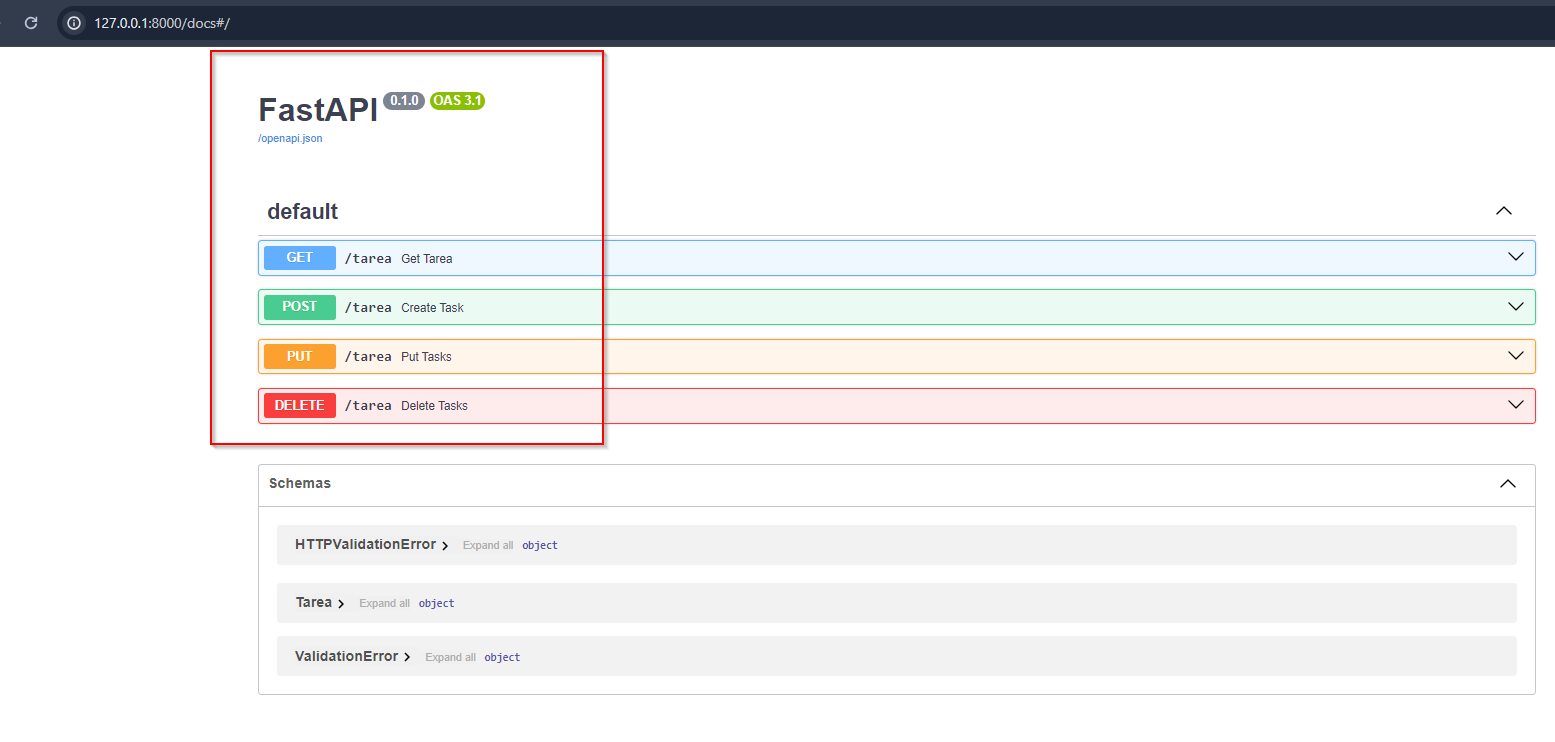 127.0.0.1:8000/docs#/
FastAPI 0.1.0 OAS 3.1
/openapi.json
default
GET /tarea Get Tarea
POST /tarea Create Task
PUT /tarea Put Tasks
DELETE /tarea Delete Tasks
Schemas
HTTPValidationError Expand all object
Tarea Expand all object
ValidationError Expand all object